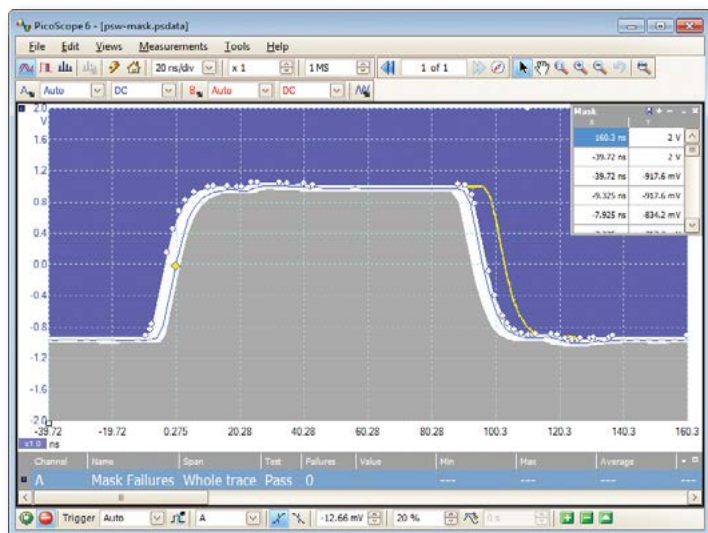 PicoScope 6 - [psw-mask.psdata]
File Edit Views Measurements Tools Help
20 ns/div x 1 1 MS 1 of 1
A Auto DC B Auto DC
2.0
V
1.6
1.2
0.8
0.4
0.0
-0.4
-0.8
-1.2
-1.6
-2.0
-39.72 -19.72 0.275 20.28 40.28 60.28 80.28 100.3 120.3 140.3 160.3
x1.0 ns
Mask
X Y
160.3 ns 2 V
-39.72 ns 2 V
-39.72 ns -917.6 mV
-9.325 ns -917.6 mV
-7.925 ns -834.2 mV
Channel Name Span Test Failures Value Min Max Average
A Mask Failures Whole trace Pass 0 --- --- ---
Trigger Auto A -12.66 mV 20 % 0 s